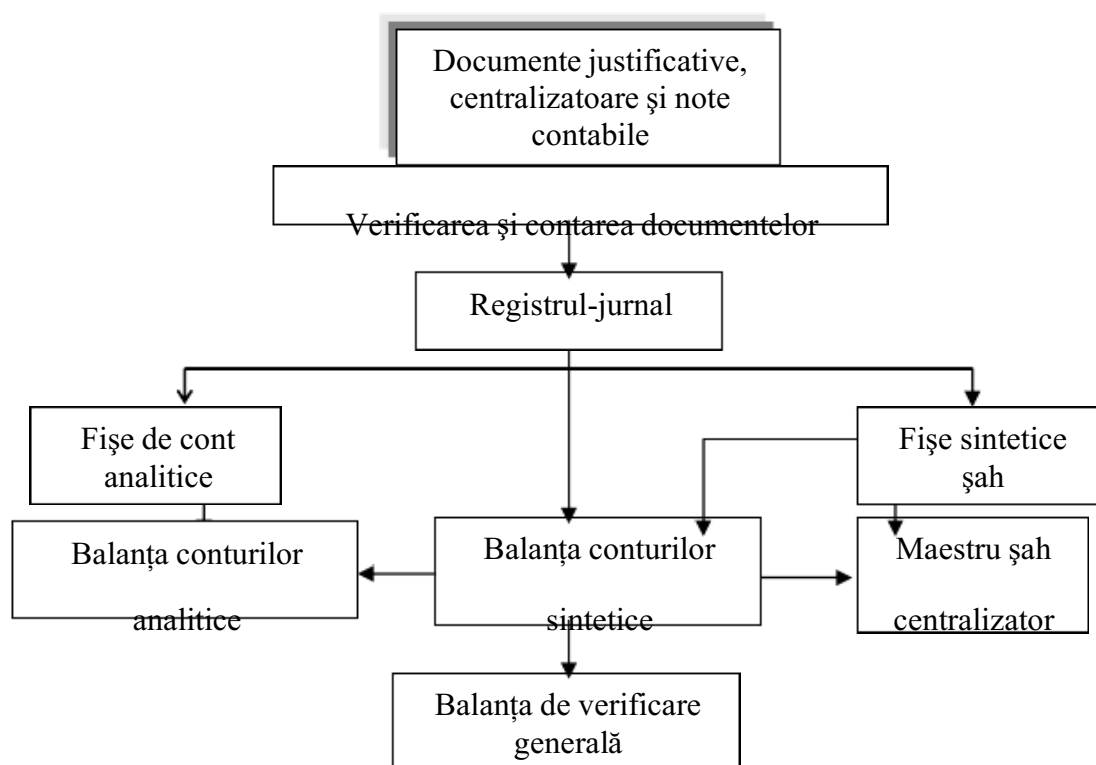 Documente justificative,
centralizatoare şi note
contabile
Verificarea şi contarea documentelor
Registrul-jurnal
Fişe de cont
analitice
Fişe sintetice
şah
Balanța conturilor
analitice
Balanța conturilor
sintetice
Maestru şah
centralizator
Balanța de verificare
generală